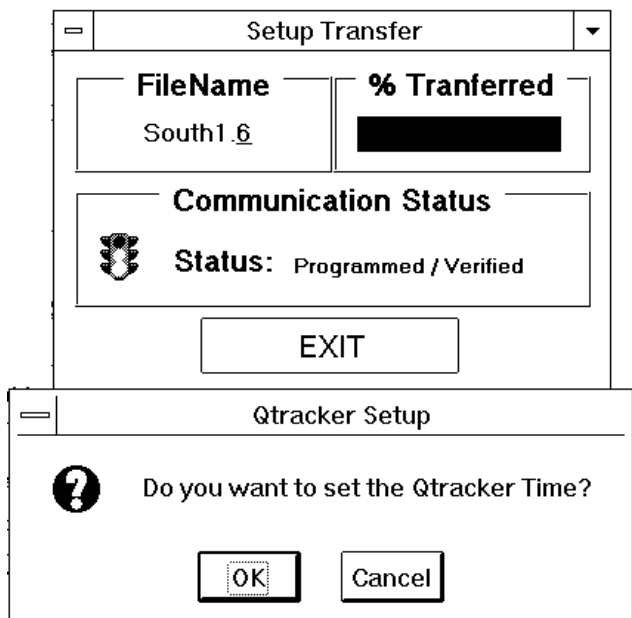 Setup Transfer
FileName
% Tranferred
South1.6
Communication Status
Status: Programmed / Verified
EXIT
Qtracker Setup
Do you want to set the Qtracker Time?
OK
Cancel